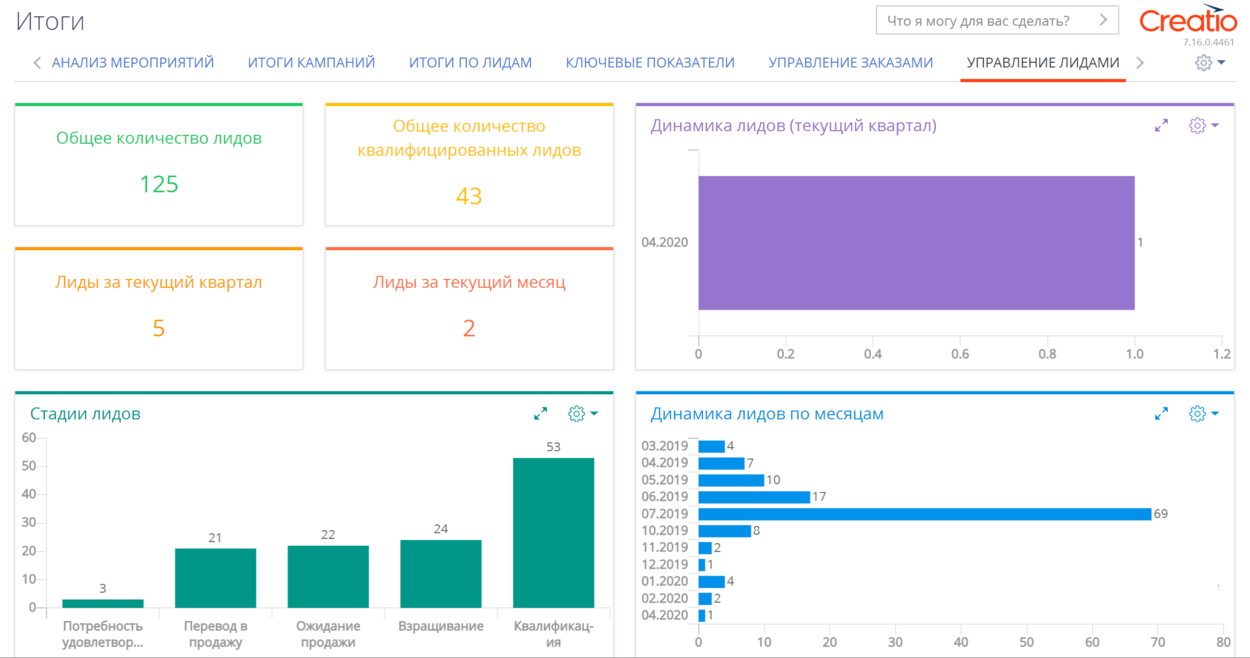 Итоги
Что я могу для вас сделать?
Creatio
7.16.0.4461
АНАЛИЗ МЕРОПРИЯТИЙ
ИТОГИ КАМПАНИЙ
ИТОГИ ПО ЛИДАМ
КЛЮЧЕВЫЕ ПОКАЗАТЕЛИ
УПРАВЛЕНИЕ ЗАКАЗАМИ
УПРАВЛЕНИЕ ЛИДАМИ
Общее количество лидов
125
Общее количество
квалифицированных лидов
43
Лиды за текущий квартал
5
Лиды за текущий месяц
2
Динамика лидов (текущий квартал)
04.2020
1
0 0.2 0.4 0.6 0.8 1.0 1.2
Стадии лидов
60
50
40
30
20
10
0
3
21
22
24
53
Потребность
удовлетвор...
Перевод в
продажу
Ожидание
продажи
Взращивание
Квалификац-
ия
Динамика лидов по месяцам
03.2019 4
04.2019 7
05.2019 10
06.2019 17
07.2019 69
10.2019 8
11.2019 2
12.2019 1
01.2020 4
02.2020 2
04.2020 1
0 10 20 30 40 50 60 70 80